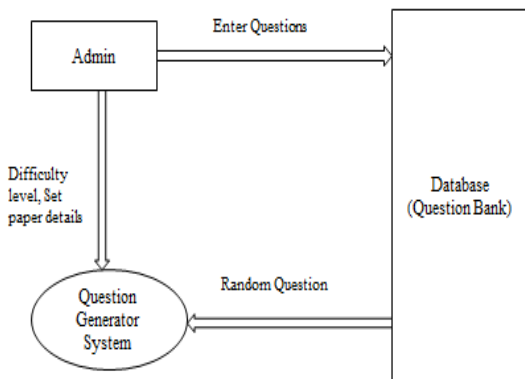 Enter Questions
Admin
Difficulty
level, Set
paper details
Database
(Question Bank)
Random Question
Question
Generator
System